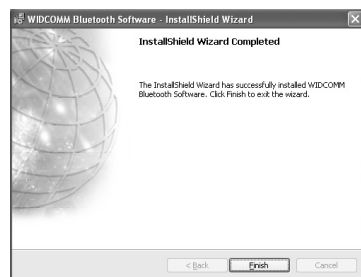 WIDCOMM Bluetooth Software - InstallShield Wizard
InstallShield Wizard Completed
The InstallShield Wizard has successfully installed WIDCOMM
Bluetooth Software. Click Finish to exit the wizard.
< Back
Finish
Cancel